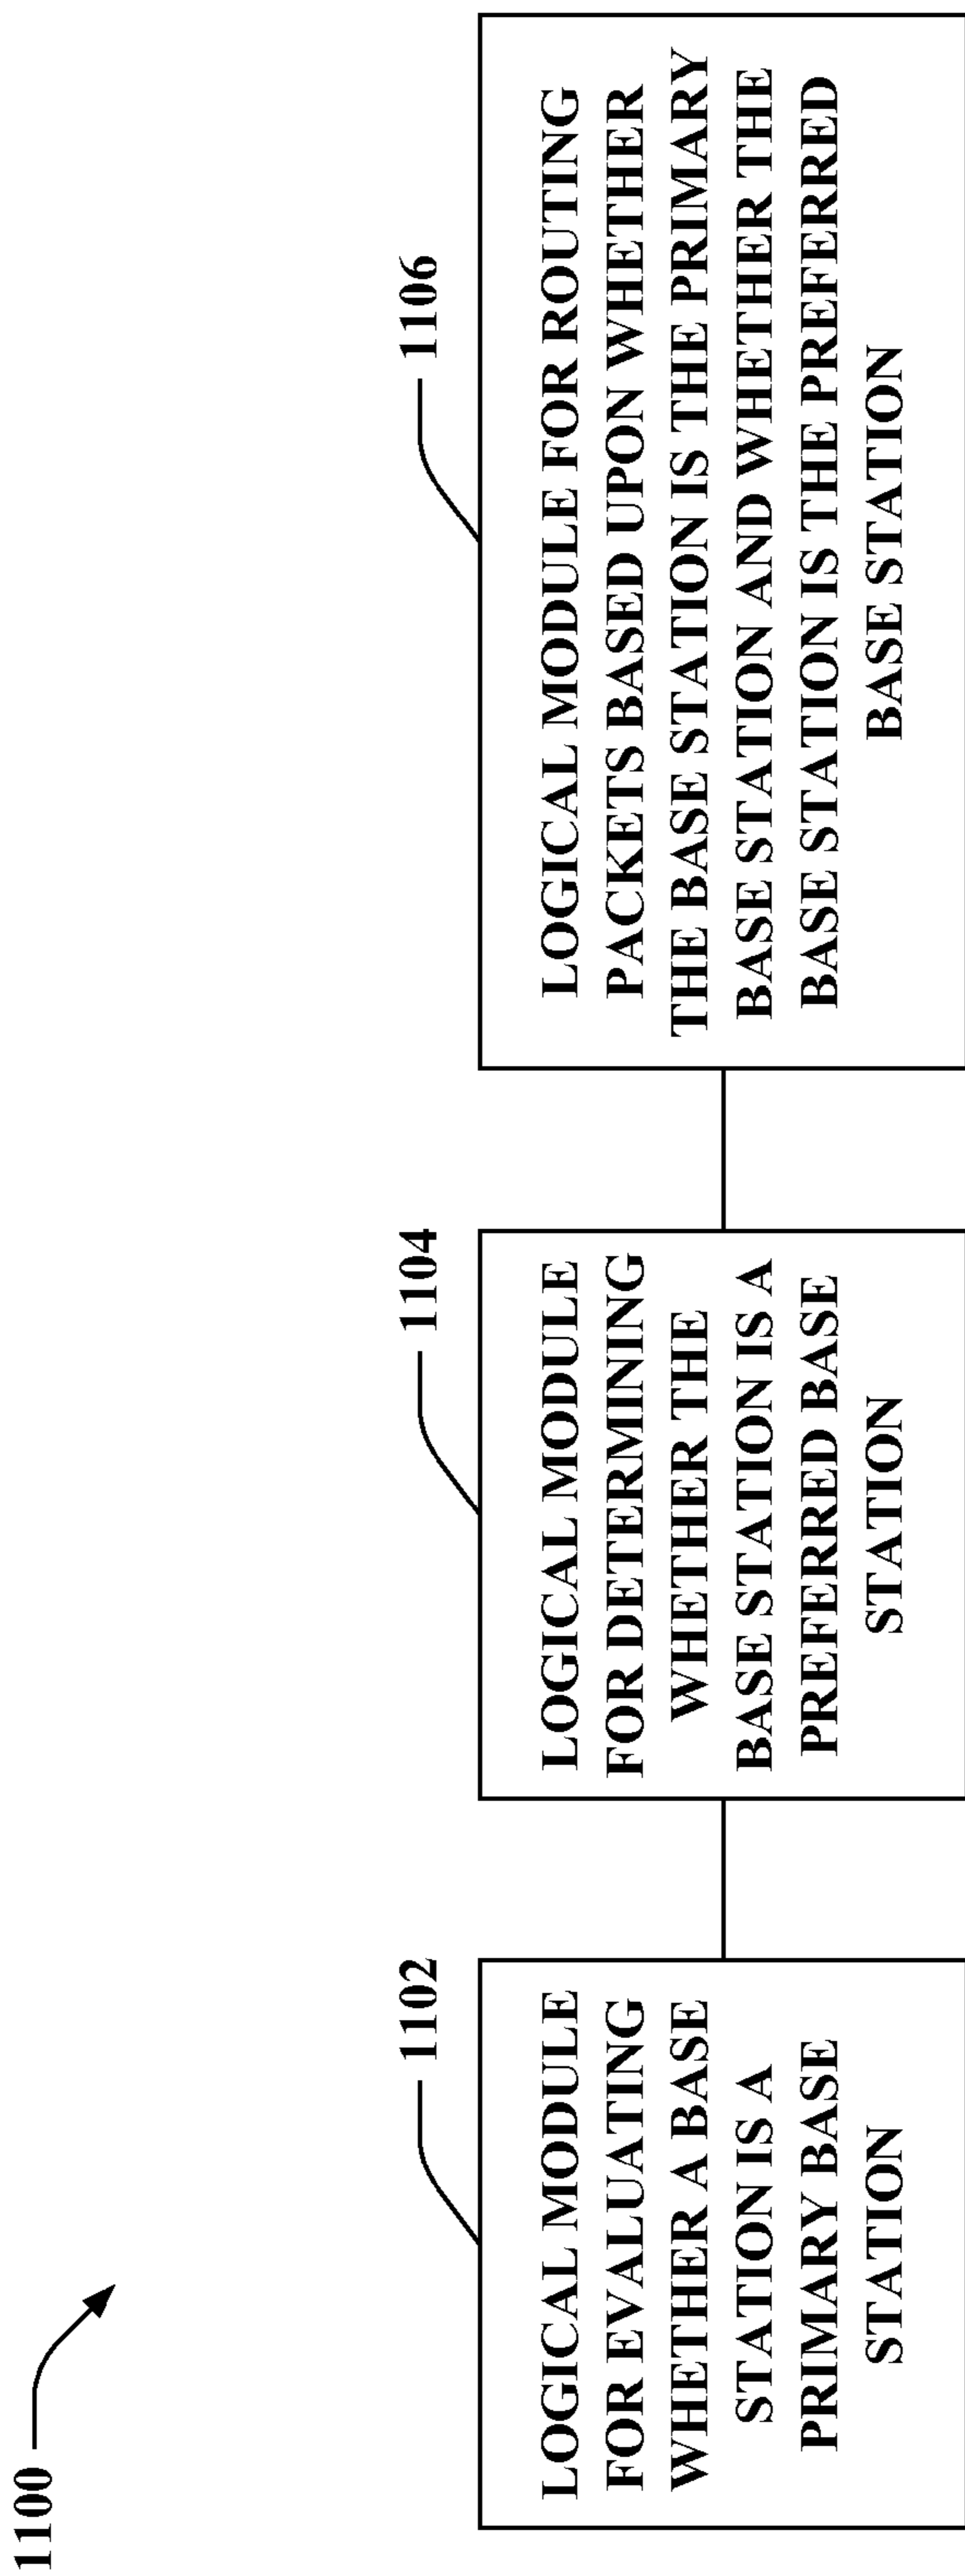 1100
1102
LOGICAL MODULE
FOR EVALUATING
WHETHER A BASE
STATION IS A
PRIMARY BASE
STATION
1104
LOGICAL MODULE
FOR DETERMINING
WHETHER THE
BASE STATION IS A
PREFERRED BASE
STATION
1106
LOGICAL MODULE FOR ROUTING
PACKETS BASED UPON WHETHER
THE BASE STATION IS THE PRIMARY
BASE STATION AND WHETHER THE
BASE STATION IS THE PREFERRED
BASE STATION